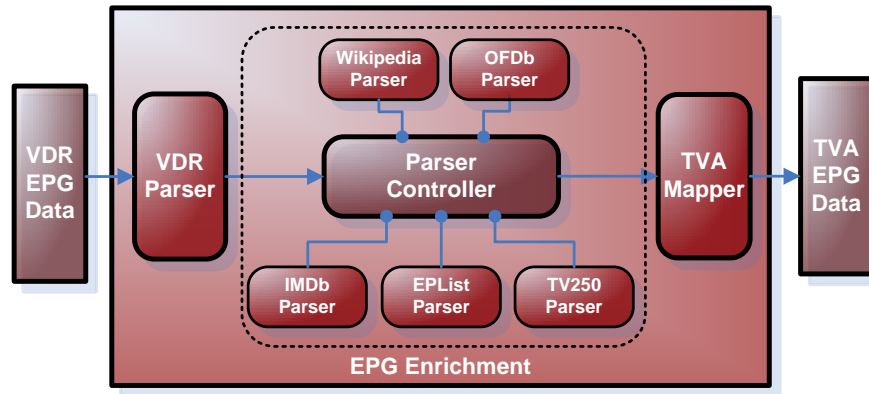 VDR
EPG
Data
VDR
Parser
Wikipedia
Parser
OFDb
Parser
Parser
Controller
IMDb
Parser
EPList
Parser
TV250
Parser
EPG Enrichment
TVA
Mapper
TVA
EPG
Data